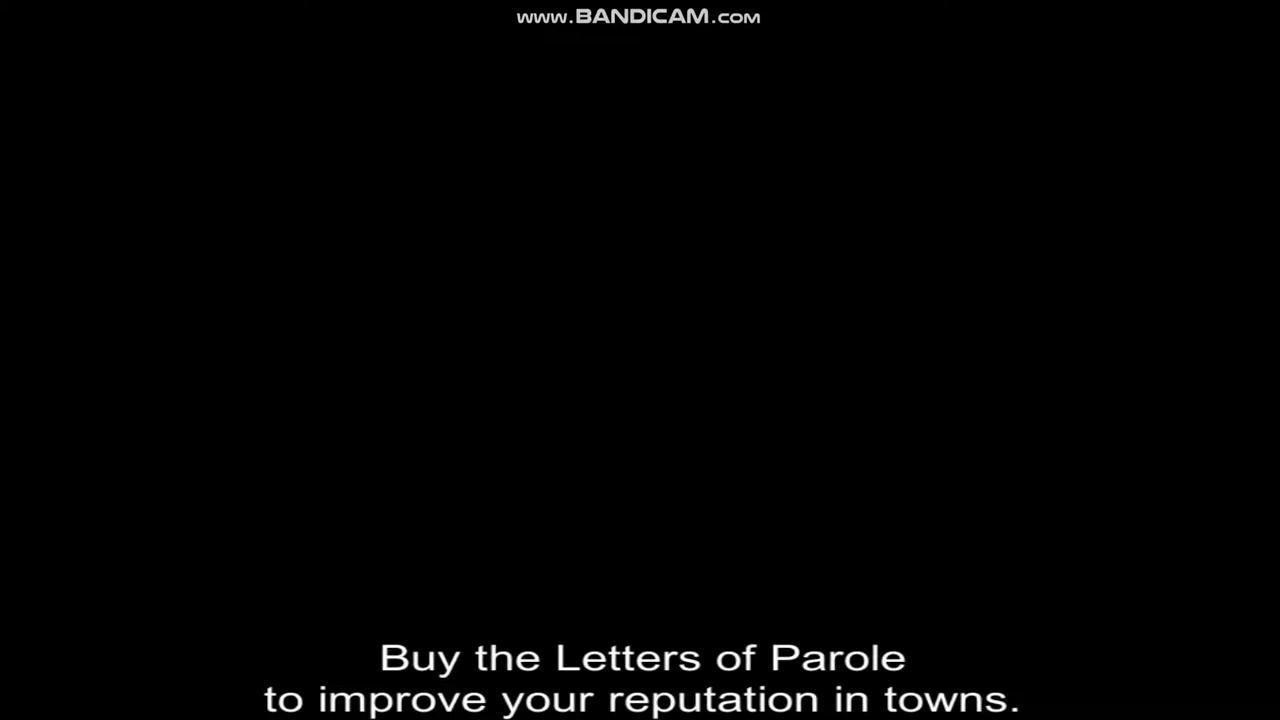 www.BANDICAM.com
Buy the Letters of Parole
to improve your reputation in towns.